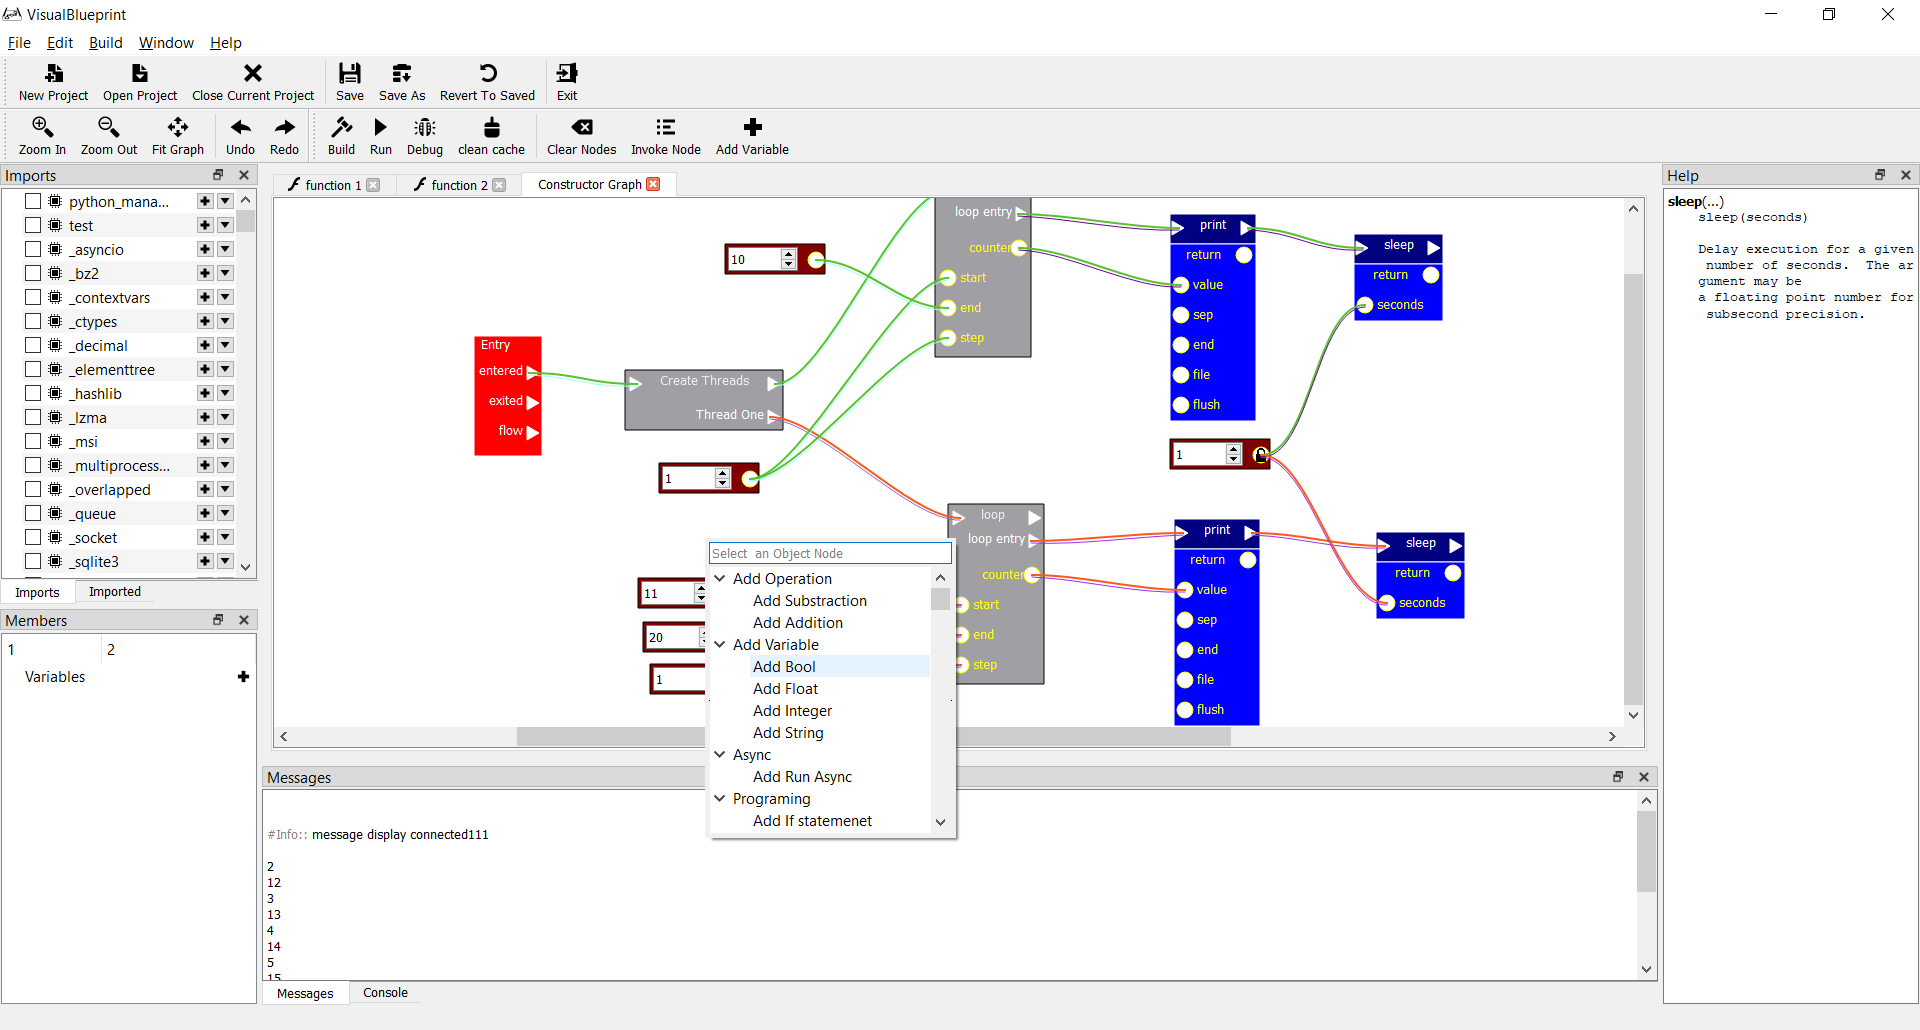 VisualBlueprint
File Edit Build Window Help
New Project Open Project Close Current Project Save Save As Revert To Saved Exit
Zoom In Zoom Out Fit Graph Undo Redo Build Run Debug clean cache Clear Nodes Invoke Node Add Variable
Imports
python_mana...
test
_asyncio
_bz2
_contextvars
_ctypes
_decimal
_elementtree
_hashlib
_lzma
_msi
_multiprocess...
_overlapped
_queue
_socket
_sqlite3
Imports Imported
Members
1 2
Variables
function 1 function 2 Constructor Graph
10
Entry
entered
exited
flow
Create Threads
Thread One
1
loop entry
counter
start
end
step
print
return
value
sep
end
file
flush
sleep
return
seconds
1
11
20
1
loop
loop entry
counter
start
end
step
print
return
value
sep
end
file
flush
sleep
return
seconds
Select an Object Node
Add Operation
Add Substraction
Add Addition
Add Variable
Add Bool
Add Float
Add Integer
Add String
Async
Add Run Async
Programing
Add If statemenet
Messages
#Info:: message display connected111
2
12
3
13
4
14
5
15
Messages Console
Help
sleep(...)
sleep(seconds)
Delay execution for a given
number of seconds. The ar
gument may be
a floating point number for
subsecond precision.